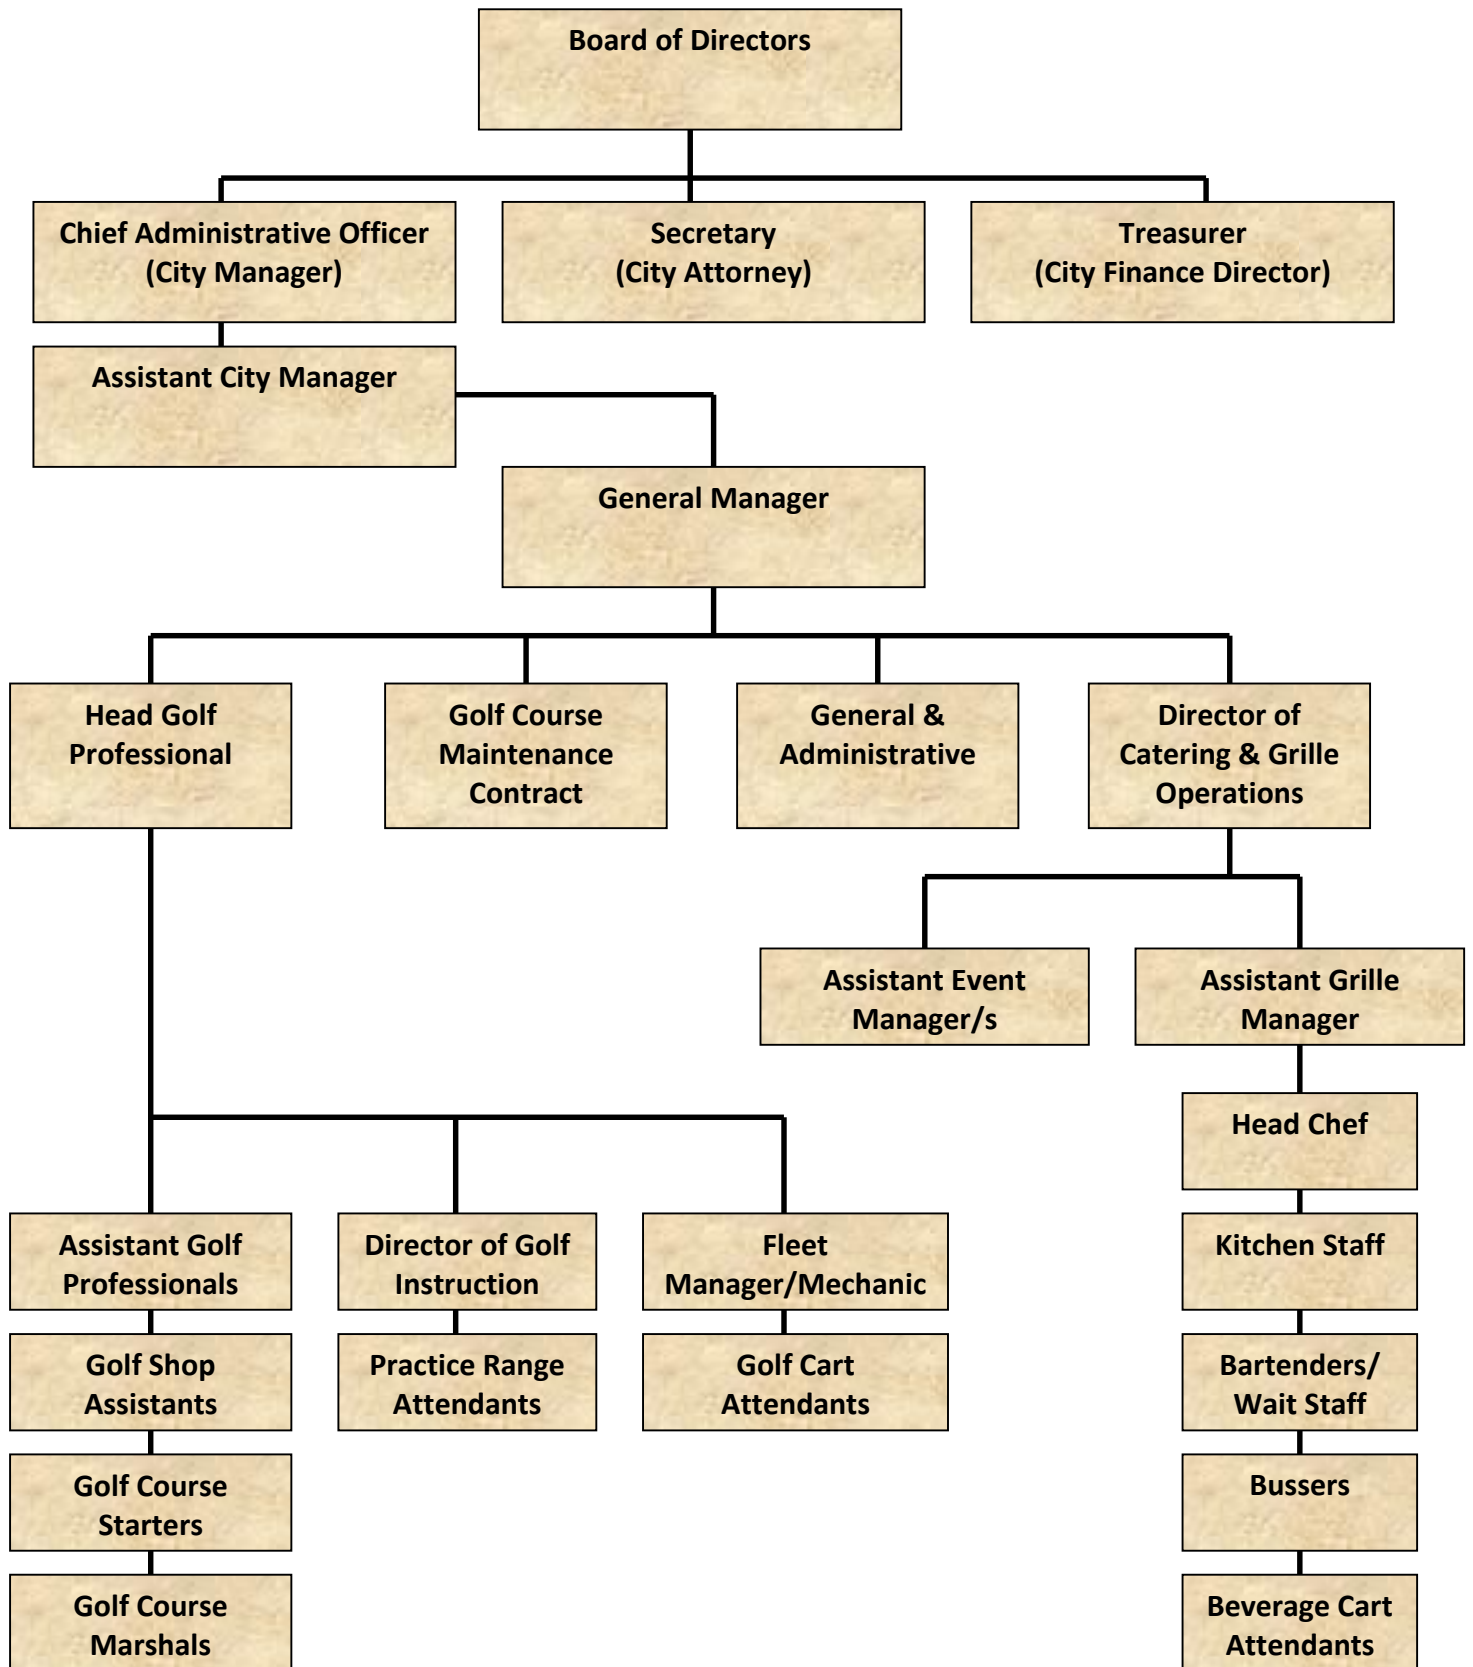 Board of Directors
Chief Administrative Officer
(City Manager)
Secretary
(City Attorney)
Treasurer
(City Finance Director)
Assistant City Manager
General Manager
Head Golf
Professional
Golf Course
Maintenance
Contract
General &
Administrative
Director of
Catering & Grille
Operations
Assistant Event
Manager/s
Assistant Grille
Manager
Head Chef
Assistant Golf
Professionals
Director of Golf
Instruction
Fleet
Manager/Mechanic
Kitchen Staff
Golf Shop
Assistants
Practice Range
Attendants
Golf Cart
Attendants
Bartenders/
Wait Staff
Golf Course
Starters
Bussers
Golf Course
Marshals
Beverage Cart
Attendants